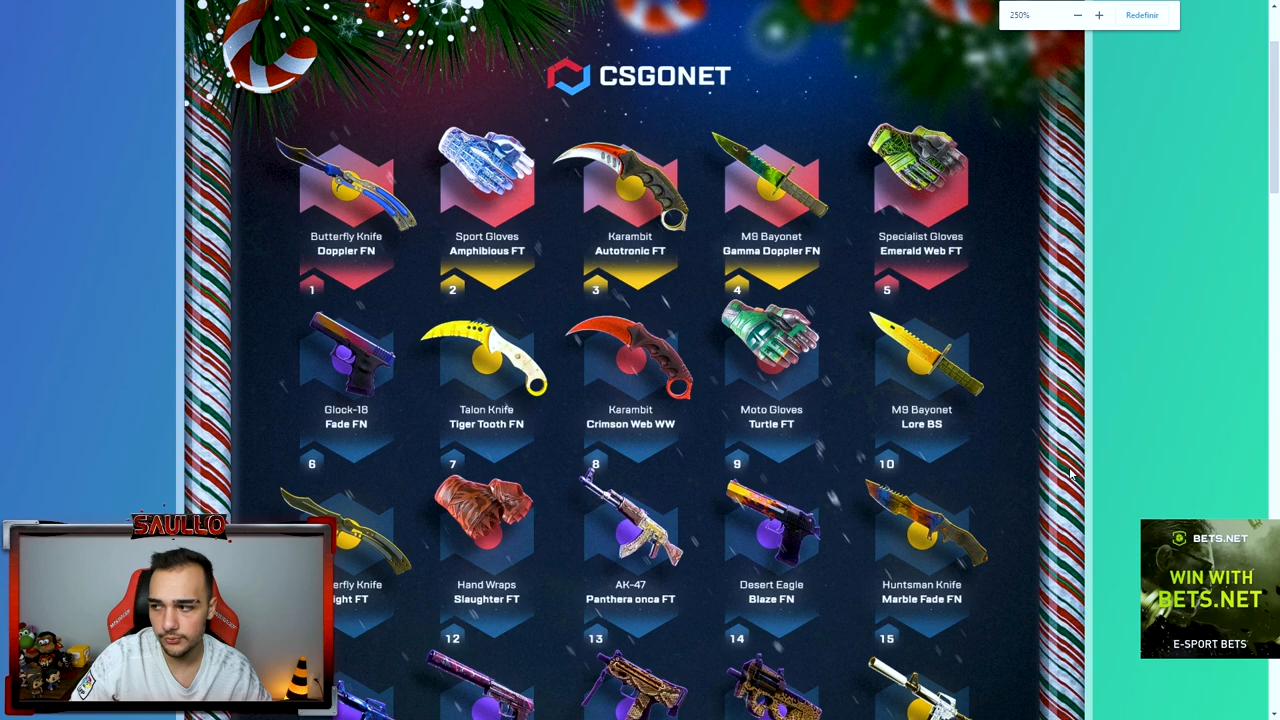 250%
Redefinir
CSGONET
Butterfly Knife
Doppler FN
Sport Gloves
Amphibious FT
Karambit
Autotronic FT
M9 Bayonet
Gamma Doppler FN
Specialist Gloves
Emerald Web FT
1
2
3
4
5
Glock-18
Fade FN
Talon Knife
Tiger Tooth FN
Karambit
Crimson Web WW
Moto Gloves
Turtle FT
M9 Bayonet
Lore BS
6
7
8
9
10
erfly Knife
ight FT
Hand Wraps
Slaughter FT
AK-47
Panthera onca FT
Desert Eagle
Blaze FN
Huntsman Knife
Marble Fade FN
12
13
14
15
SAULLO
BETS.NET
WIN WITH
BETS.NET
E-SPORT BETS